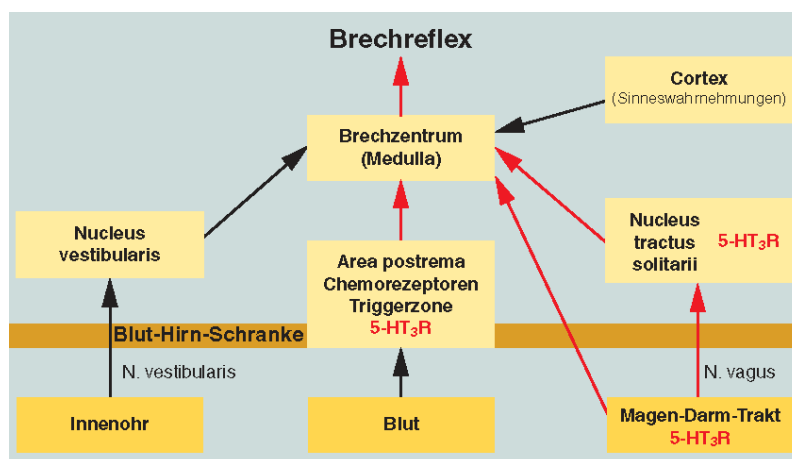 Brechreflex
Cortex
(Sinneswahrnehmungen)
Brechzentrum
(Medulla)
Nucleus
vestibularis
Area postrema
Chemorezeptoren
Triggerzone
5-HT₃R
Nucleus
tractus
solitarii
5-HT₃R
Blut-Hirn-Schranke
N. vestibularis
N. vagus
Innenohr
Blut
Magen-Darm-Trakt
5-HT₃R